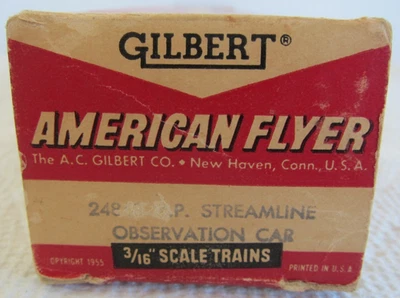 GILBERT®
AMERICAN FLYER
The A.C. GILBERT CO. • New Haven, Conn., U.S.A.
STREAMLINE
OBSERVATION CAR
3/16" SCALE TRAINS
COPYRIGHT 1955
PRINTED IN U.S.A.